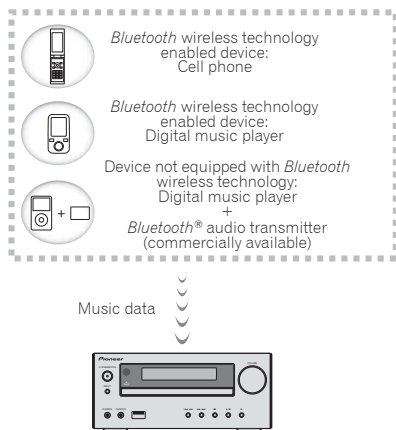 Bluetooth wireless technology
enabled device:
Cell phone
Bluetooth wireless technology
enabled device:
Digital music player
Device not equipped with Bluetooth
wireless technology:
Digital music player
+
Bluetooth® audio transmitter
(commercially available)
+
Music data
Pioneer